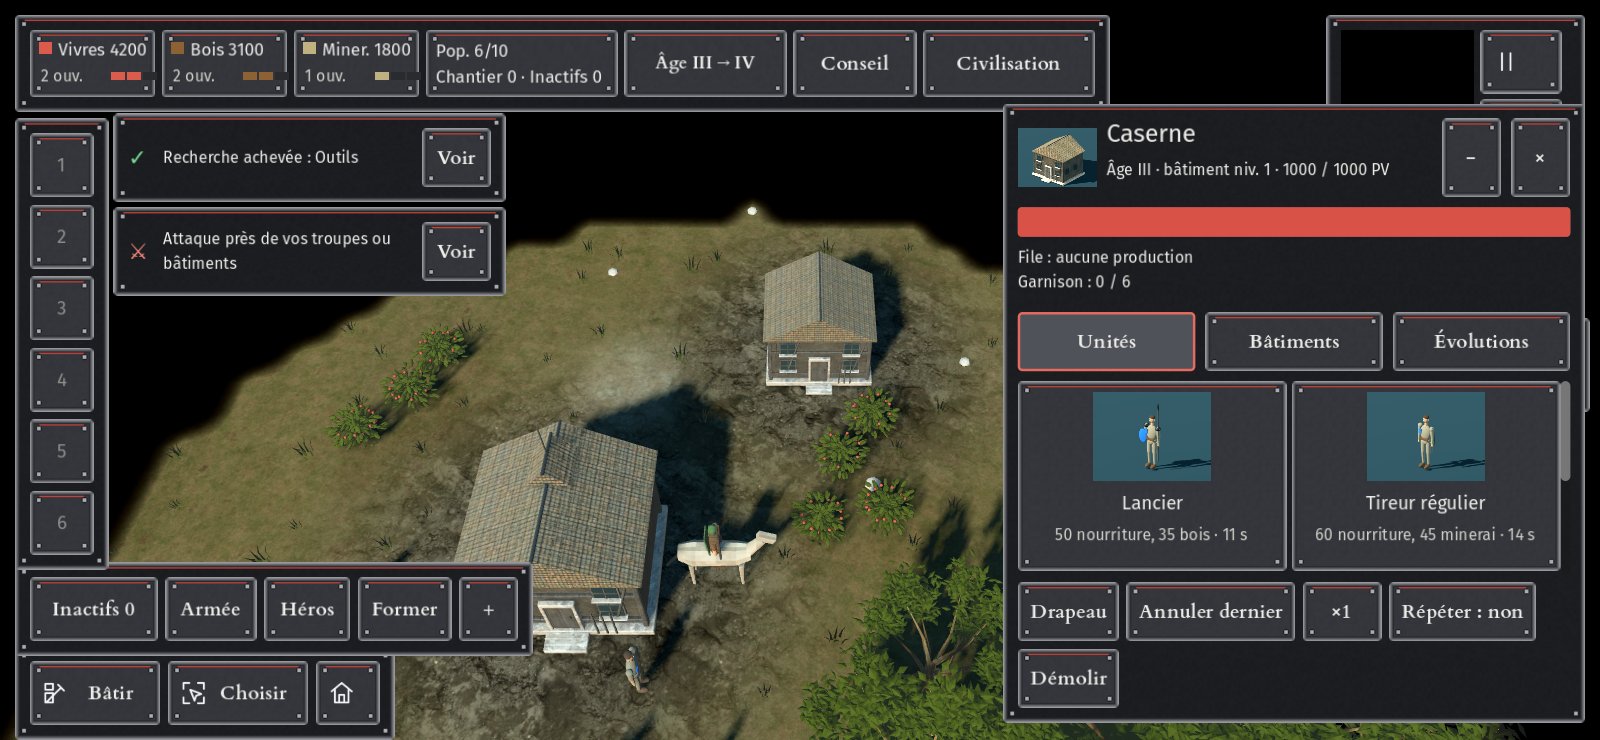 Vivres 4200
2 ouv.
Bois 3100
2 ouv.
Miner. 1800
1 ouv.
Pop. 6/10
Chantier 0 · Inactifs 0
Âge III → IV
Conseil
Civilisation
||
1
2
3
4
5
6
✓ Recherche achevée : Outils
Voir
⚔ Attaque près de vos troupes ou
bâtiments
Voir
Caserne
Âge III · bâtiment niv. 1 · 1000 / 1000 PV
−
×
File : aucune production
Garnison : 0 / 6
Unités
Bâtiments
Évolutions
Lancier
50 nourriture, 35 bois · 11 s
Tireur régulier
60 nourriture, 45 minerai · 14 s
Drapeau
Annuler dernier
×1
Répéter : non
Démolir
Inactifs 0
Armée
Héros
Former
+
Bâtir
Choisir